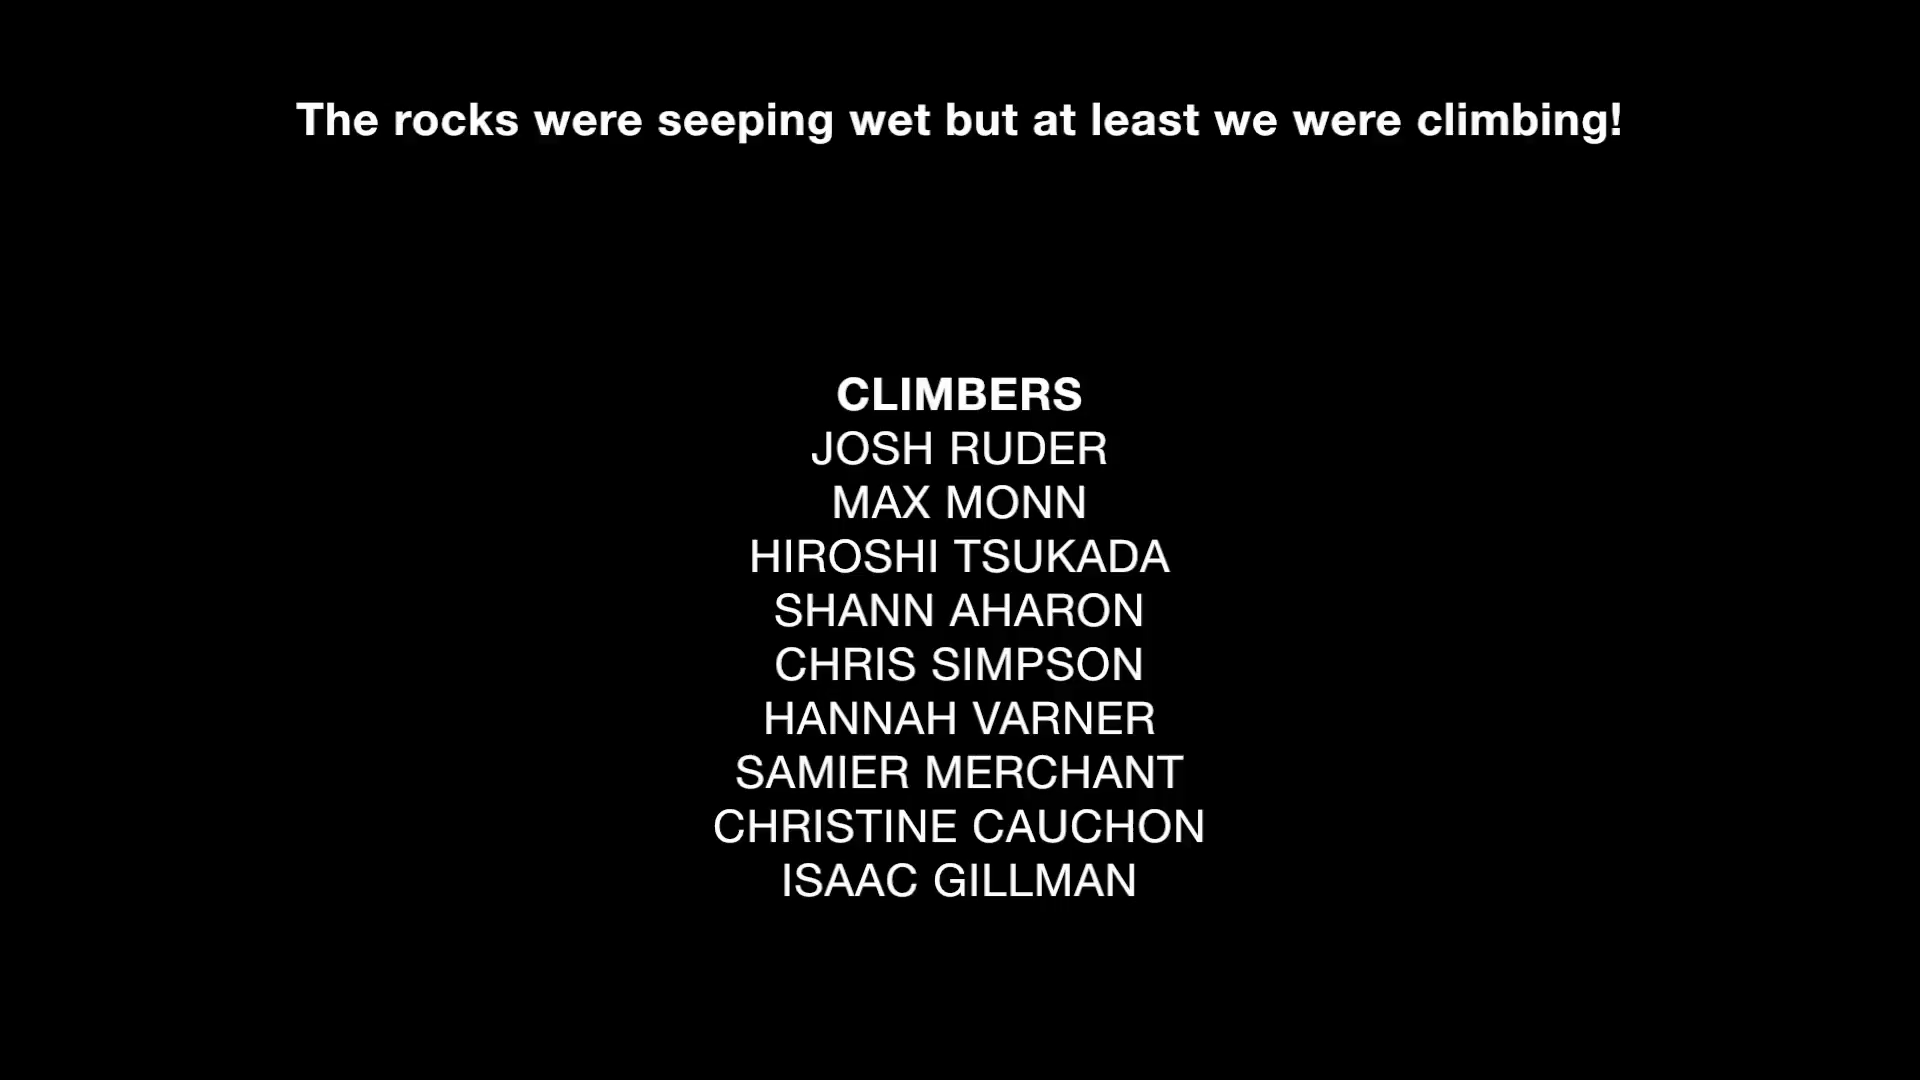 The rocks were seeping wet but at least we were climbing!
CLIMBERS
JOSH RUDER
MAX MONN
HIROSHI TSUKADA
SHANN AHARON
CHRIS SIMPSON
HANNAH VARNER
SAMIER MERCHANT
CHRISTINE CAUCHON
ISAAC GILLMAN